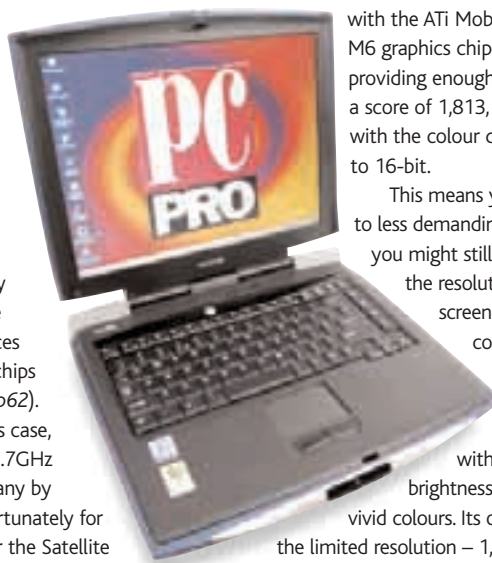 PC
PRO
y
ces
chips
p62).
s case,
.7GHz
any by
rtunately for
r the Satellite
with the ATi Mob
M6 graphics chip
providing enough
a score of 1,813,
with the colour
to 16-bit.
This means y
to less demandin
you might still
the resolut
screen
co
with
brightness
vivid colours. Its
the limited resolution – 1,